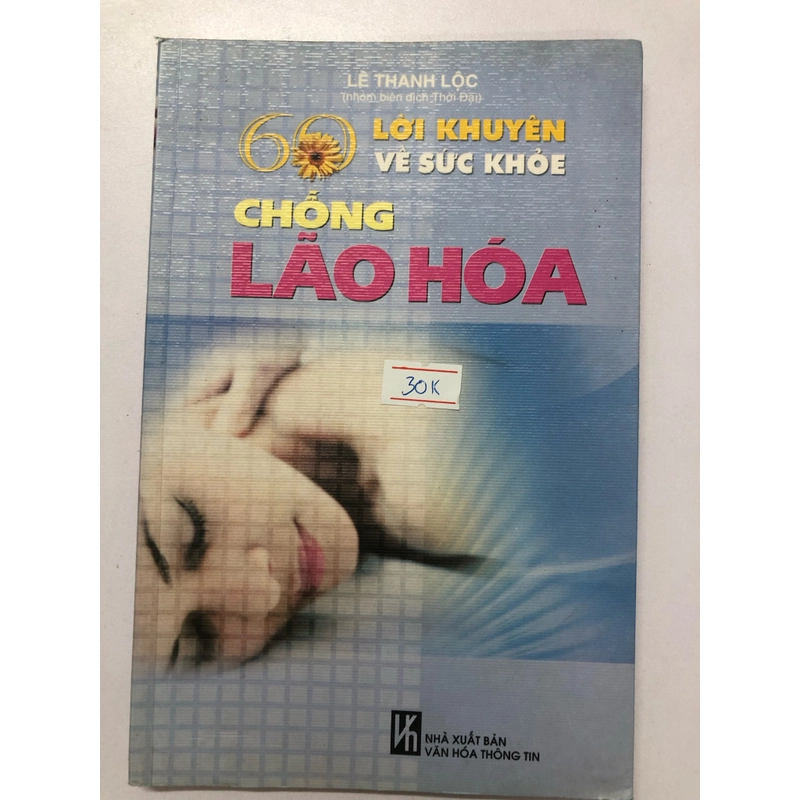 LÊ THANH LỘC
(nhóm biên dịch Thời Đại)
60 LỜI KHUYÊN
VỀ SỨC KHỎE
CHỐNG
LÃO HÓA
30K
NHÀ XUẤT BẢN
VĂN HÓA THÔNG TIN